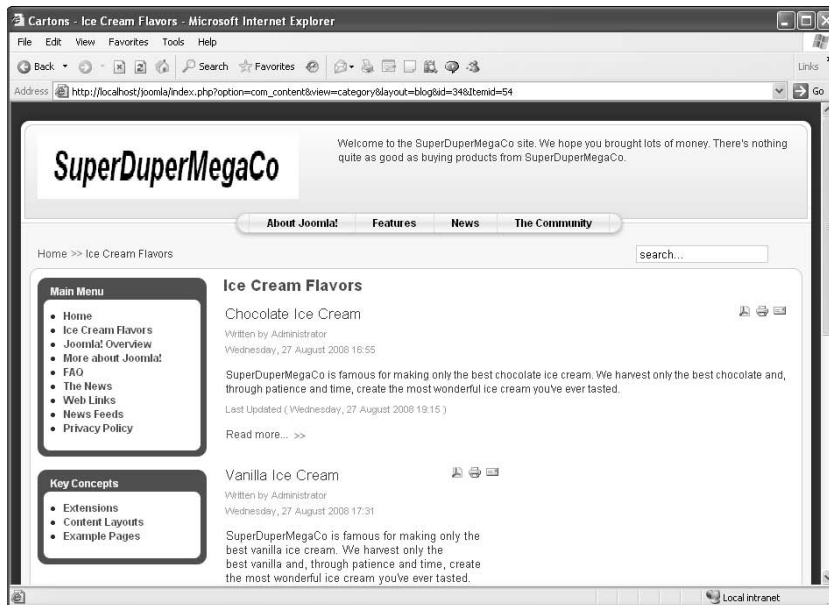 Cartons - Ice Cream Flavors - Microsoft Internet Explorer
File Edit View Favorites Tools Help
Back Search Favorites Links
Address http://localhost/joomla/index.php?option=com_content&view=category&layout=blog&id=34&Itemid=54 Go
SuperDuperMegaCo
Welcome to the SuperDuperMegaCo site. We hope you brought lots of money. There's nothing
quite as good as buying products from SuperDuperMegaCo.
About Joomla! Features News The Community
Home >> Ice Cream Flavors
search...
Main Menu
Home
Ice Cream Flavors
Joomla! Overview
More about Joomla!
FAQ
The News
Web Links
News Feeds
Privacy Policy
Key Concepts
Extensions
Content Layouts
Example Pages
Ice Cream Flavors
Chocolate Ice Cream
Written by Administrator
Wednesday, 27 August 2008 16:55
SuperDuperMegaCo is famous for making only the best chocolate ice cream. We harvest only the best chocolate and,
through patience and time, create the most wonderful ice cream you've ever tasted.
Last Updated ( Wednesday, 27 August 2008 19:15 )
Read more... >>
Vanilla Ice Cream
Written by Administrator
Wednesday, 27 August 2008 17:31
SuperDuperMegaCo is famous for making only the
best vanilla ice cream. We harvest only the
best vanilla and, through patience and time, create
the most wonderful ice cream you've ever tasted.
Local intranet